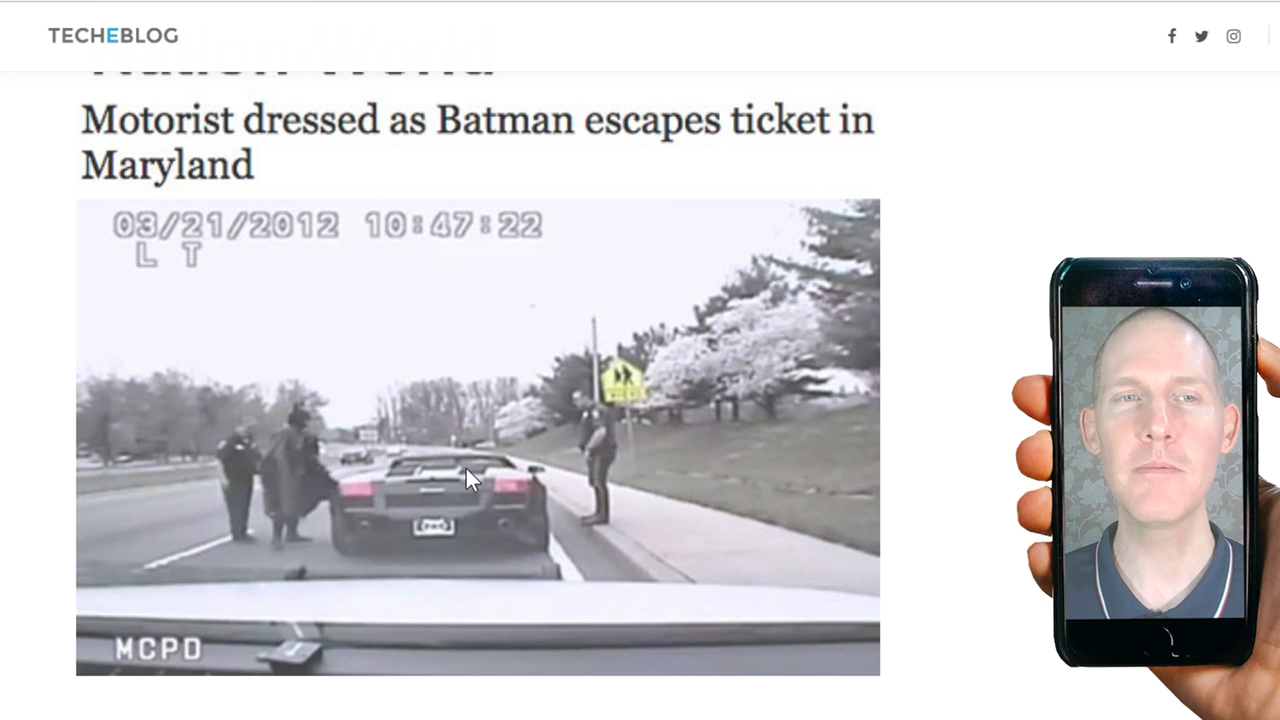 TECHEBLOG
Motorist dressed as Batman escapes ticket in
Maryland
03/21/2012 10:47:22
L T
MCPD